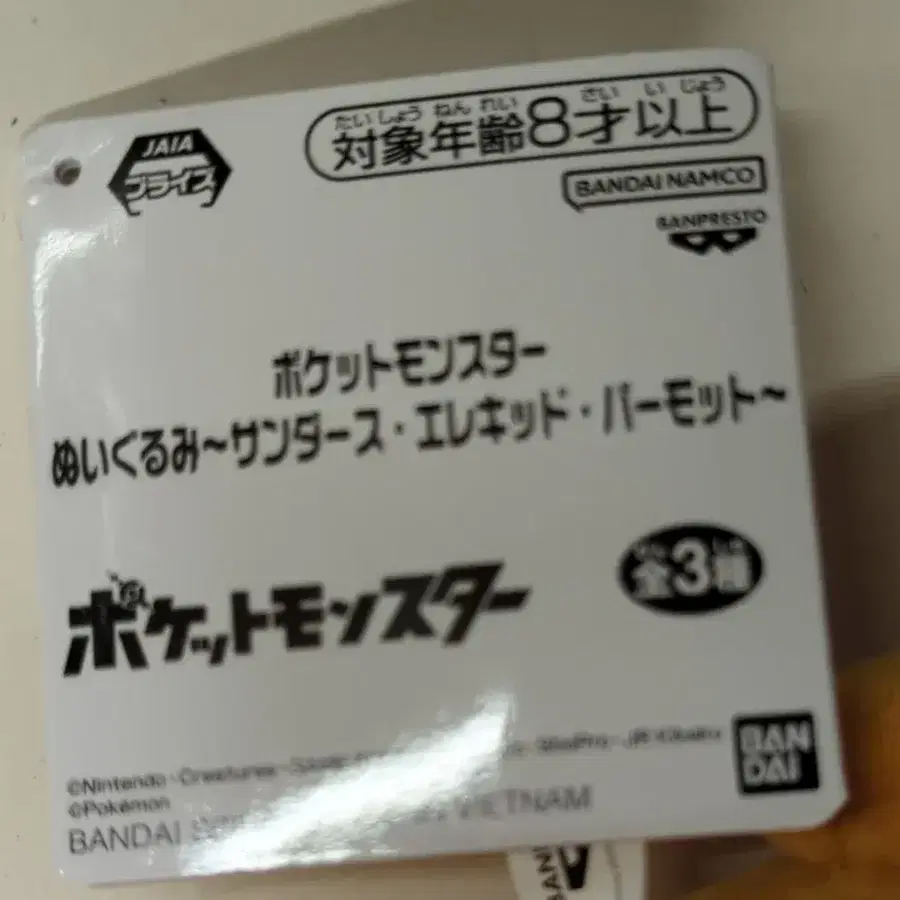 JAIA
プライズ
たいしょう ねん れい さい い じょう
対象年齢8才以上
BANDAI NAMCO
BANPRESTO
ポケットモンスター
ぬいぐるみ~サンダース・エレキッド・パーモット~
ポケットモンスター
全3種
©Nintendo・Creatures・
©Pokémon
BANDAI VIETNAM
BAN
DAI